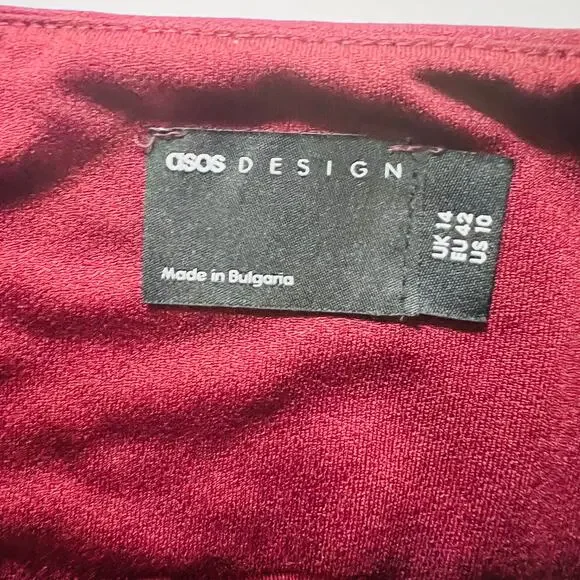 asos DESIGN
Made in Bulgaria
UK 14
EU 42
US 10